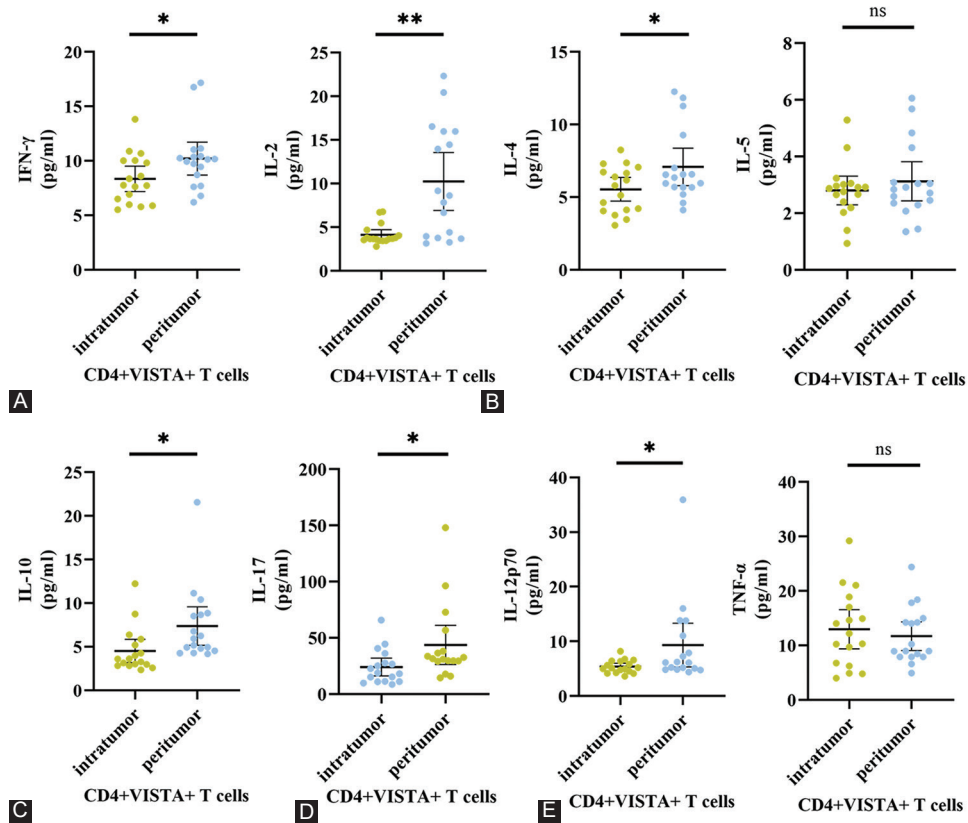 *
20
15
10
5
0
IFN-γ
(pg/ml)
intratumor
peritumor
CD4+VISTA+ T cells
A
**
25
20
15
10
5
0
IL-2
(pg/ml)
intratumor
peritumor
CD4+VISTA+ T cells
*
15
10
5
0
IL-4
(pg/ml)
intratumor
peritumor
CD4+VISTA+ T cells
B
ns
8
6
4
2
0
IL-5
(pg/ml)
intratumor
peritumor
CD4+VISTA+ T cells
*
25
20
15
10
5
0
IL-10
(pg/ml)
intratumor
peritumor
CD4+VISTA+ T cells
C
*
200
150
100
50
0
IL-17
(pg/ml)
intratumor
peritumor
CD4+VISTA+ T cells
D
*
40
30
20
10
0
IL-12p70
(pg/ml)
intratumor
peritumor
CD4+VISTA+ T cells
E
ns
40
30
20
10
0
TNF-α
(pg/ml)
intratumor
peritumor
CD4+VISTA+ T cells